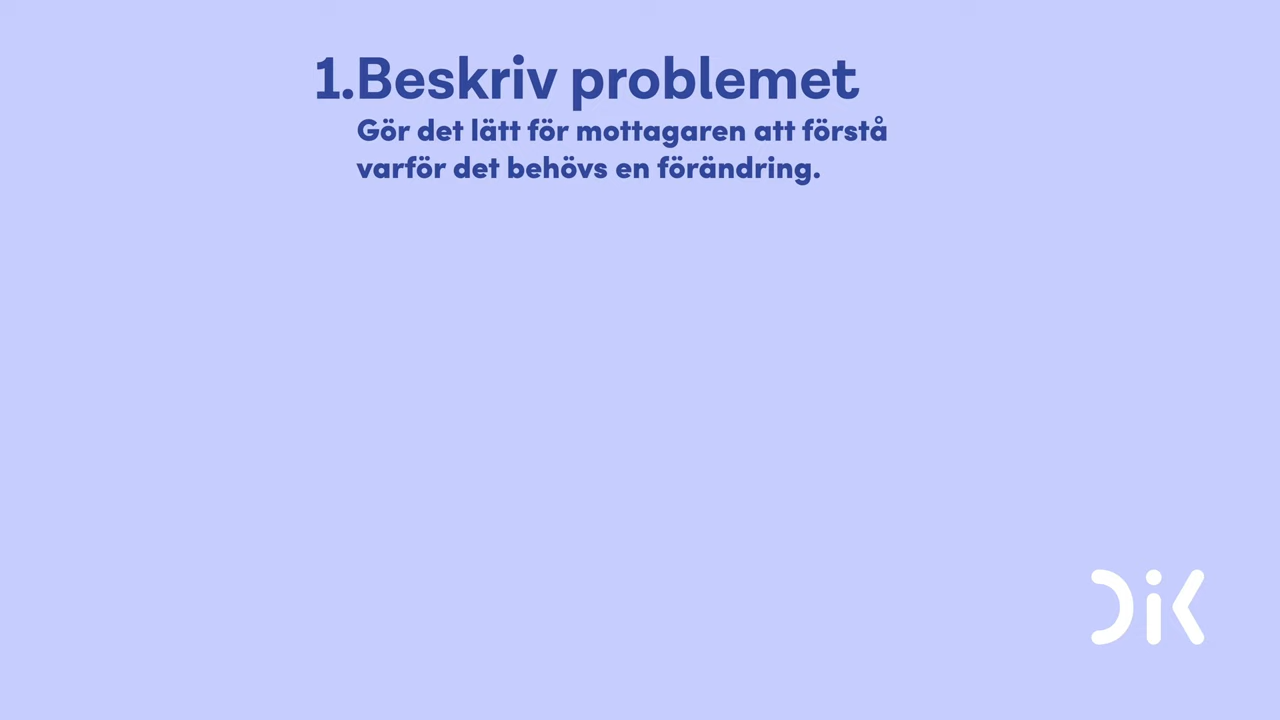 1.Beskriv problemet
Gör det lätt för mottagaren att förstå
varför det behövs en förändring.
DiK